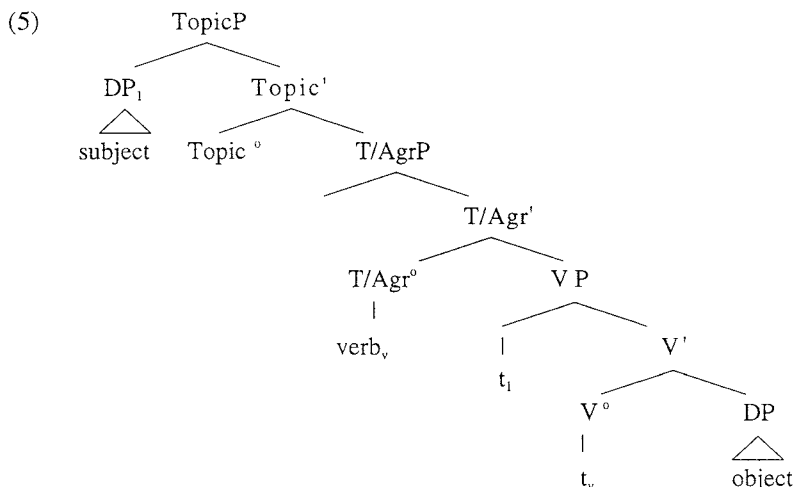 (5) TopicP
DP₁ Topic'
subject Topic° T/AgrP
T/Agr'
T/Agr° VP
verbᵥ
t₁ V'
V° DP
tᵥ object